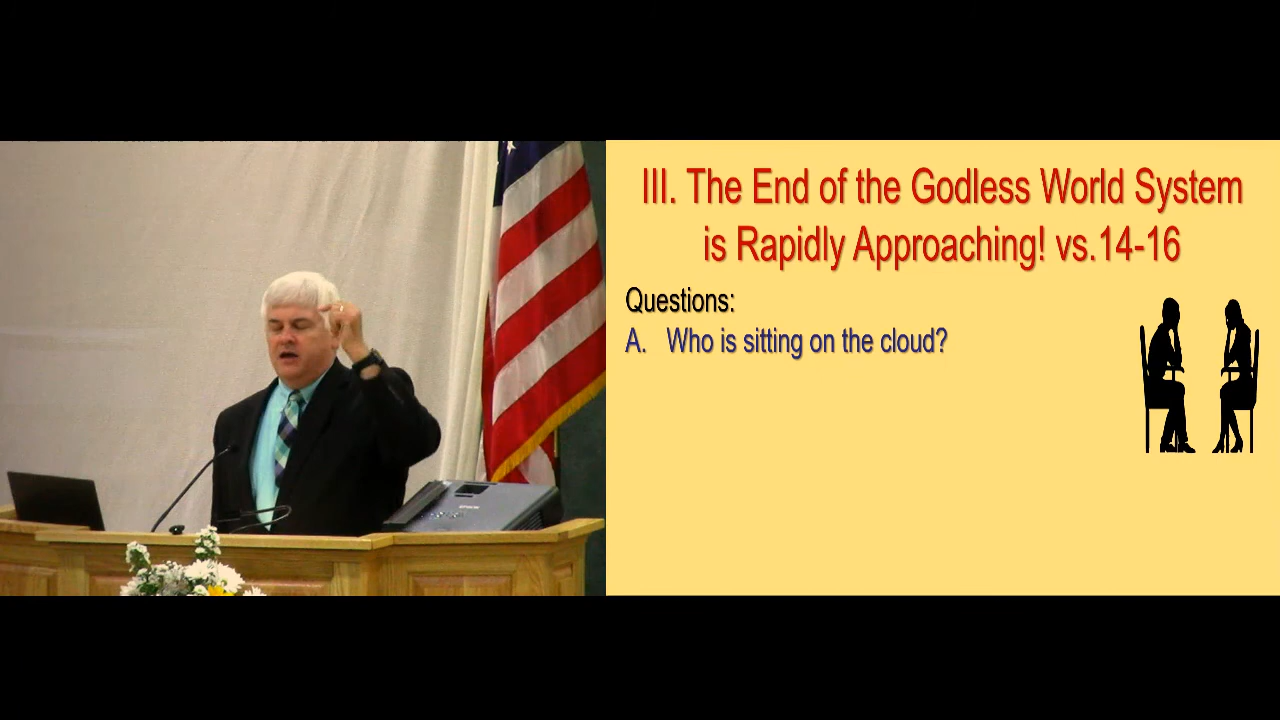 III. The End of the Godless World System
is Rapidly Approaching! vs.14-16
Questions:
A. Who is sitting on the cloud?